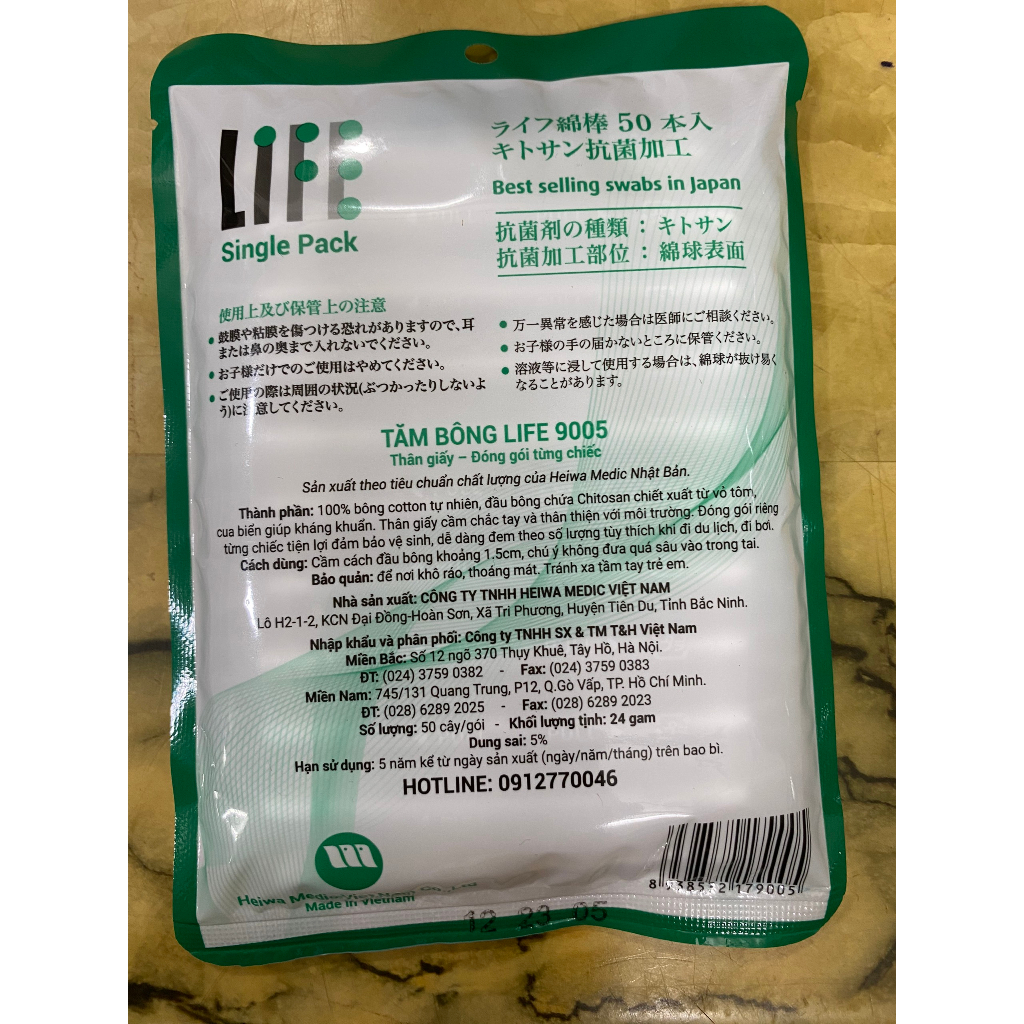 LiFE
Single Pack
ライフ綿棒 50 本入
キトサン抗菌加工
Best selling swabs in Japan
抗菌剤の種類 : キトサン
抗菌加工部位 : 綿球表面
使用上及び保管上の注意
● 鼓膜や粘膜を傷つける恐れがありますので、耳
または鼻の奥まで入れないでください。
● お子様だけでのご使用はやめてください。
● ご使用の際は周囲の状況(ぶつかったりしないよ
う)に注意してください。
● 万一異常を感じた場合は医師にご相談ください。
● お子様の手の届かないところに保管ください。
● 溶液等に浸して使用する場合は、綿球が抜け易く
なることがあります。
TĂM BÔNG LIFE 9005
Thân giấy – Đóng gói từng chiếc
Sản xuất theo tiêu chuẩn chất lượng của Heiwa Medic Nhật Bản.
Thành phần: 100% bông cotton tự nhiên, đầu bông chứa Chitosan chiết xuất từ vỏ tôm,
cua biển giúp kháng khuẩn. Thân giấy cầm chắc tay và thân thiện với môi trường. Đóng gói riêng
từng chiếc tiện lợi đảm bảo vệ sinh, dễ dàng đem theo số lượng tùy thích khi đi du lịch, đi bơi.
Cách dùng: Cầm cách đầu bông khoảng 1.5cm, chú ý không đưa quá sâu vào trong tai.
Bảo quản: để nơi khô ráo, thoáng mát. Tránh xa tầm tay trẻ em.
Nhà sản xuất: CÔNG TY TNHH HEIWA MEDIC VIỆT NAM
Lô H2-1-2, KCN Đại Đồng-Hoàn Sơn, Xã Tri Phương, Huyện Tiên Du, Tỉnh Bắc Ninh.
Nhập khẩu và phân phối: Công ty TNHH SX & TM T&H Việt Nam
Miền Bắc: Số 12 ngõ 370 Thụy Khuê, Tây Hồ, Hà Nội.
ĐT: (024) 3759 0382 - Fax: (024) 3759 0383
Miền Nam: 745/131 Quang Trung, P12, Q.Gò Vấp, TP. Hồ Chí Minh.
ĐT: (028) 6289 2025 - Fax: (028) 6289 2023
Số lượng: 50 cây/gói - Khối lượng tịnh: 24 gam
Dung sai: 5%
Hạn sử dụng: 5 năm kể từ ngày sản xuất (ngày/năm/tháng) trên bao bì.
HOTLINE: 0912770046
Heiwa Medic Viet Nam Co., Ltd
Made in Vietnam
179005
12 23 05